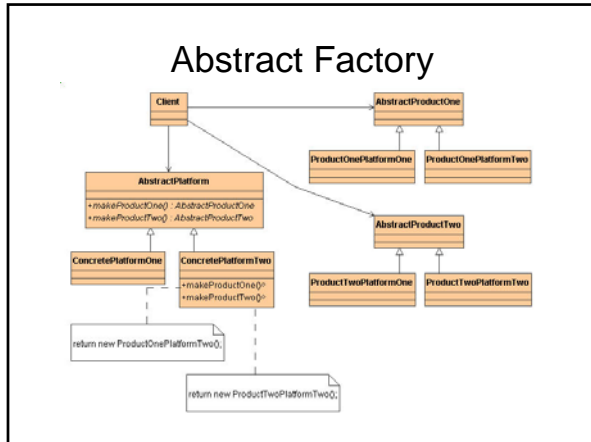 Abstract Factory
Client
AbstractProductOne
ProductOnePlatformOne
ProductOnePlatformTwo
AbstractPlatform
+makeProductOne() : AbstractProductOne
+makeProductTwo() : AbstractProductTwo
AbstractProductTwo
ConcretePlatformOne
ConcretePlatformTwo
+makeProductOne()
+makeProductTwo()
ProductTwoPlatformOne
ProductTwoPlatformTwo
return new ProductOnePlatformTwo();
return new ProductTwoPlatformTwo();